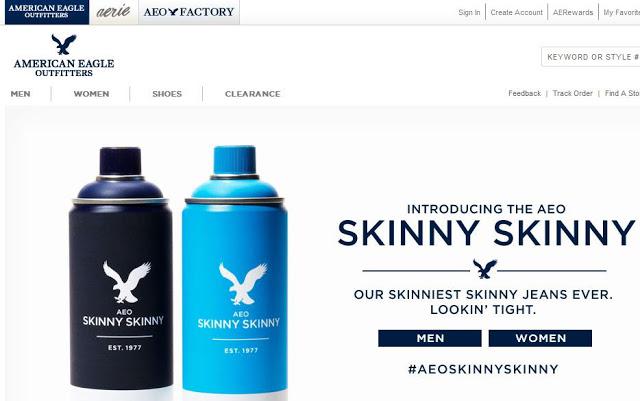 AMERICAN EAGLE
OUTFITTERS
aerie
AEO FACTORY
Sign In | Create Account | AERewards | My Favorite
AMERICAN EAGLE
OUTFITTERS
KEYWORD OR STYLE #
MEN
WOMEN
SHOES
CLEARANCE
Feedback | Track Order | Find A Sto
INTRODUCING THE AEO
SKINNY SKINNY
OUR SKINNIEST SKINNY JEANS EVER.
LOOKIN' TIGHT.
MEN
WOMEN
#AEOSKINNYSKINNY
AEO
SKINNY SKINNY
EST. 1977
AEO
SKINNY SKINNY
EST. 1977